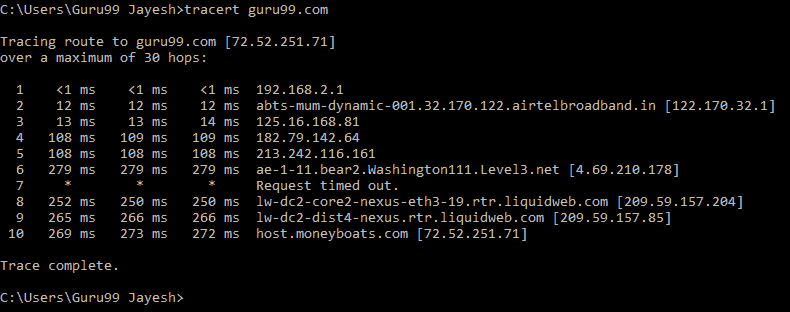 C:\Users\Guru99 Jayesh>tracert guru99.com
Tracing route to guru99.com [72.52.251.71]
over a maximum of 30 hops:
1 <1 ms <1 ms <1 ms 192.168.2.1
2 12 ms 12 ms 12 ms abts-mum-dynamic-001.32.170.122.airtelbroadband.in [122.170.32.1]
3 13 ms 13 ms 14 ms 125.16.168.81
4 108 ms 109 ms 109 ms 182.79.142.64
5 108 ms 108 ms 108 ms 213.242.116.161
6 279 ms 279 ms 279 ms ae-1-11.bear2.Washington111.Level3.net [4.69.210.178]
7 * * * Request timed out.
8 252 ms 250 ms 250 ms lw-dc2-core2-nexus-eth3-19.rtr.liquidweb.com [209.59.157.204]
9 265 ms 266 ms 266 ms lw-dc2-dist4-nexus.rtr.liquidweb.com [209.59.157.85]
10 269 ms 273 ms 272 ms host.moneyboats.com [72.52.251.71]
Trace complete.
C:\Users\Guru99 Jayesh>